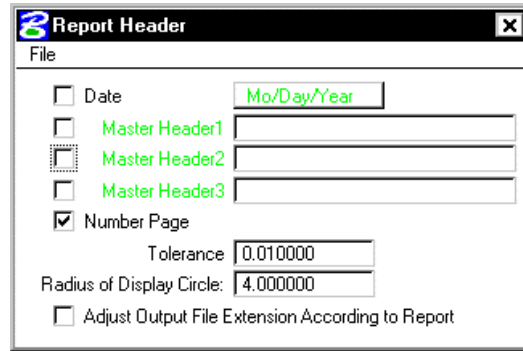 Report Header
File
Date Mo/Day/Year
Master Header1
Master Header2
Master Header3
Number Page
Tolerance 0.010000
Radius of Display Circle: 4.000000
Adjust Output File Extension According to Report